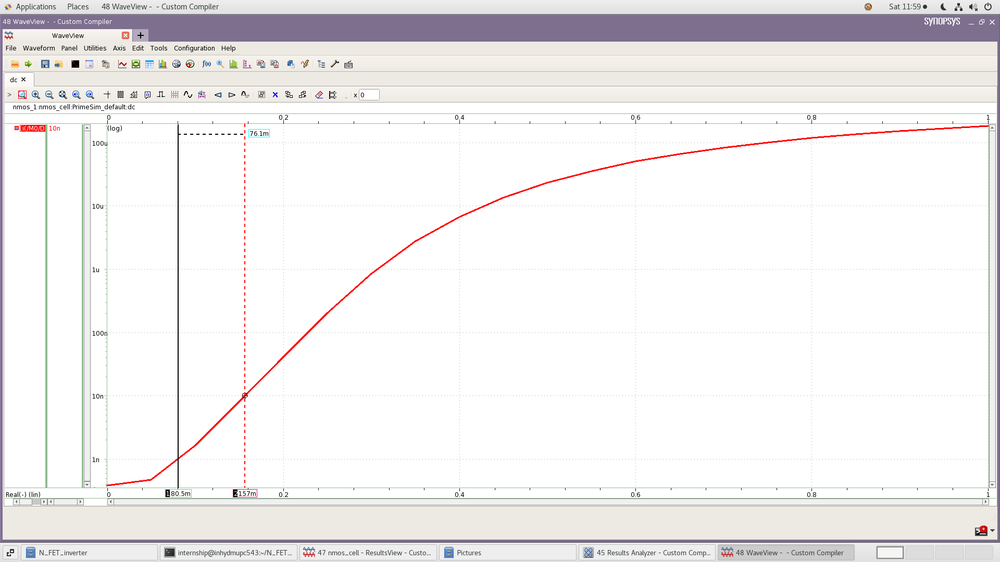 Applications Places 48 WaveView - - Custom Compiler Sat 11:59
48 WaveView - - Custom Compiler SYNOPSYS
WaveView
File Waveform Panel Utilities Axis Edit Tools Configuration Help
dc
> x 0
nmos_1:nmos_cell:PrimeSim_default:dc
0 0.2 0.4 0.6 0.8 1
i(/M0/D 10n (log)
76.1m
100u
10u
1u
100n
10n
1n
Real(-) (lin) 0 1 80.5m 2 157m 0.2 0.4 0.6 0.8 1
N_FET_inverter internship@inhydmupc543:~/N_FET... 47 nmos_cell - ResultsView - Custo... Pictures 45 Results Analyzer - Custom Comp... 48 WaveView - - Custom Compiler